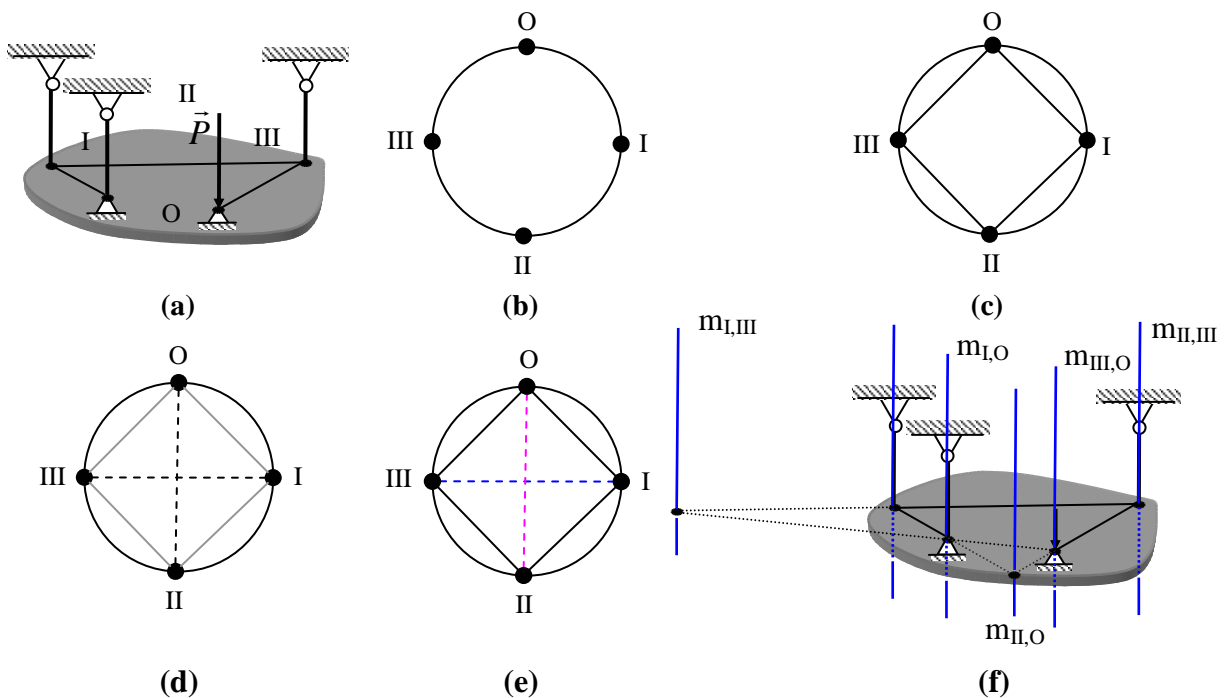 II
P
I
III
O
(a)
O
III
I
II
(b)
O
III
I
II
(c)
O
III
I
II
(d)
O
III
I
II
(e)
m_I,III
m_I,O
m_III,O
m_II,III
m_II,O
(f)